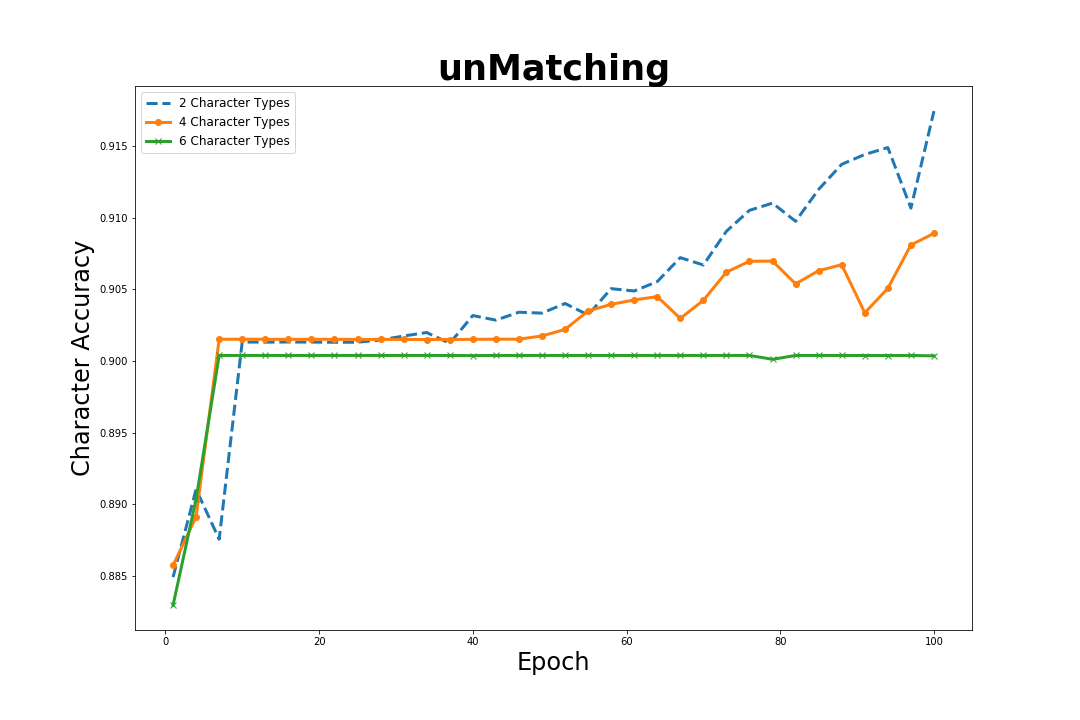 unMatching
2 Character Types
4 Character Types
6 Character Types
Character Accuracy
0.915
0.910
0.905
0.900
0.895
0.890
0.885
0 20 40 60 80 100
Epoch